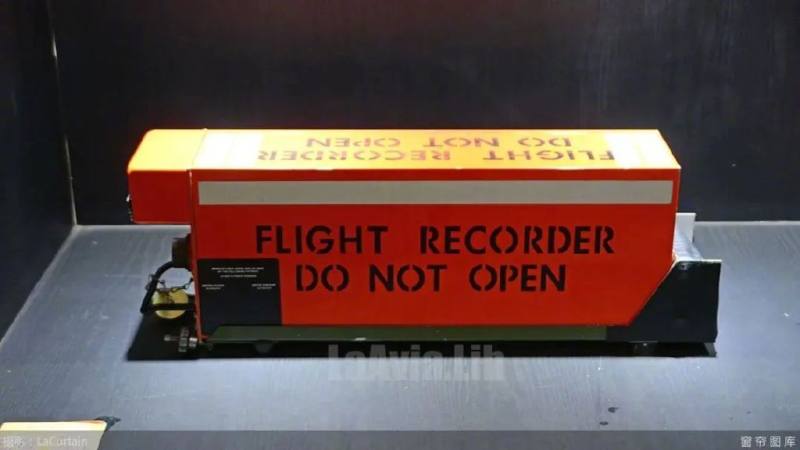 FLIGHT RECORDER
DO NOT OPEN
FLIGHT RECORDER
DO NOT OPEN
LaAvia.Lib
摄影：LaCurtain
窗帘图库